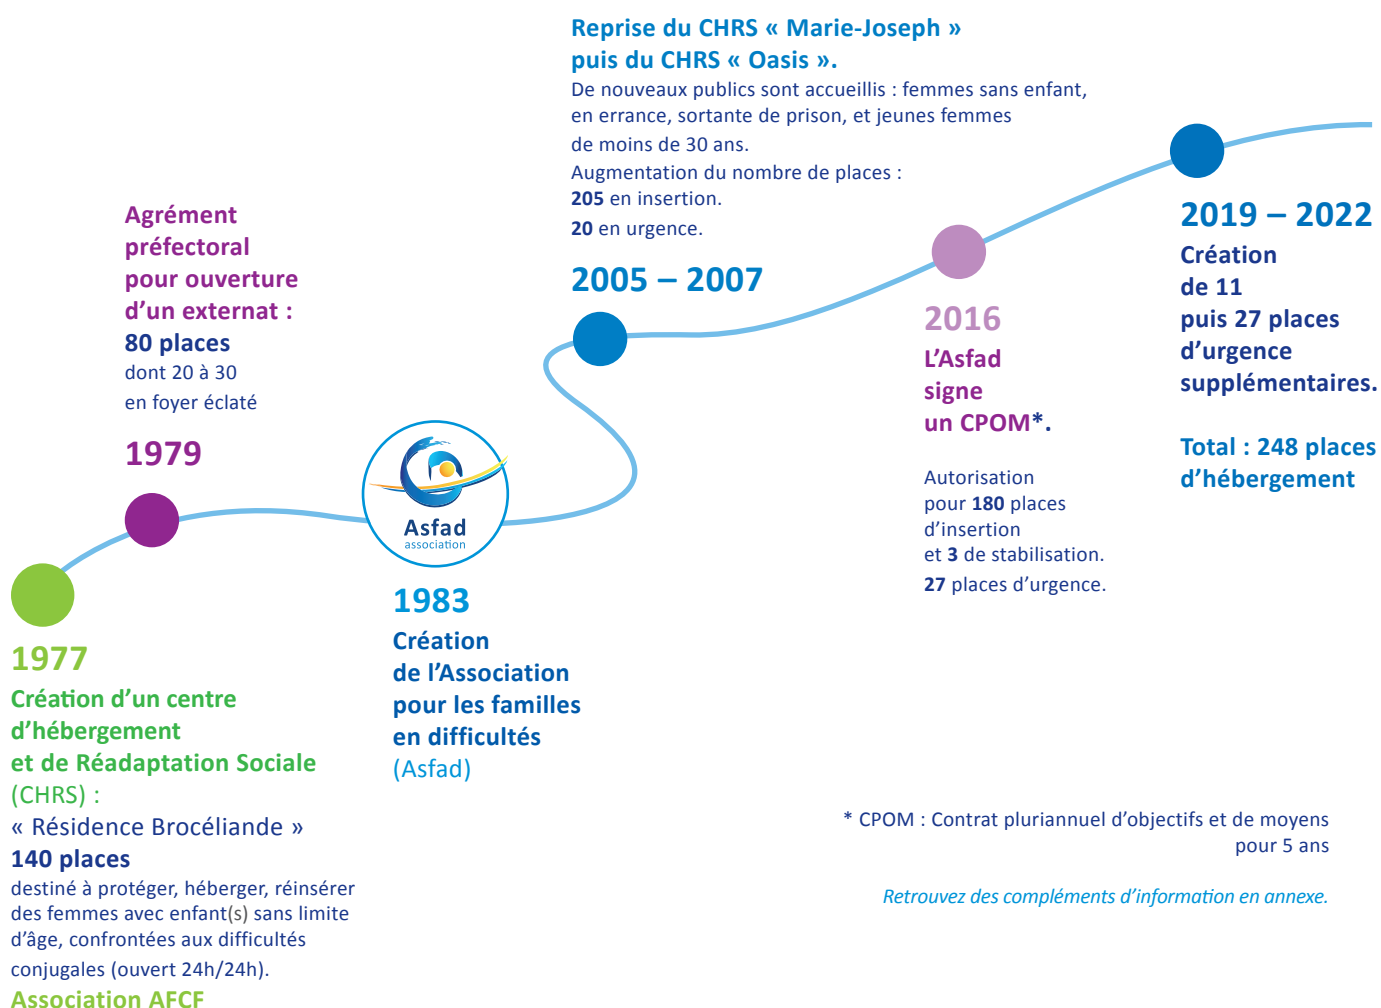 1977
Création d’un centre
d’hébergement
et de Réadaptation Sociale
(CHRS) :
« Résidence Brocéliande »
140 places
destiné à protéger, héberger, réinsérer
des femmes avec enfant(s) sans limite
d’âge, confrontées aux difficultés
conjugales (ouvert 24h/24h).
Association AFCF
Agrément
préfectoral
pour ouverture
d’un externat :
80 places
dont 20 à 30
en foyer éclaté
1979
Asfad
association
1983
Création
de l’Association
pour les familles
en difficultés
(Asfad)
Reprise du CHRS « Marie-Joseph »
puis du CHRS « Oasis ».
De nouveaux publics sont accueillis : femmes sans enfant,
en errance, sortante de prison, et jeunes femmes
de moins de 30 ans.
Augmentation du nombre de places :
205 en insertion.
20 en urgence.
2005 – 2007
2016
L’Asfad
signe
un CPOM*.
Autorisation
pour 180 places
d’insertion
et 3 de stabilisation.
27 places d’urgence.
2019 – 2022
Création
de 11
puis 27 places
d’urgence
supplémentaires.
Total : 248 places
d’hébergement
* CPOM : Contrat pluriannuel d’objectifs et de moyens
pour 5 ans
Retrouvez des compléments d’information en annexe.